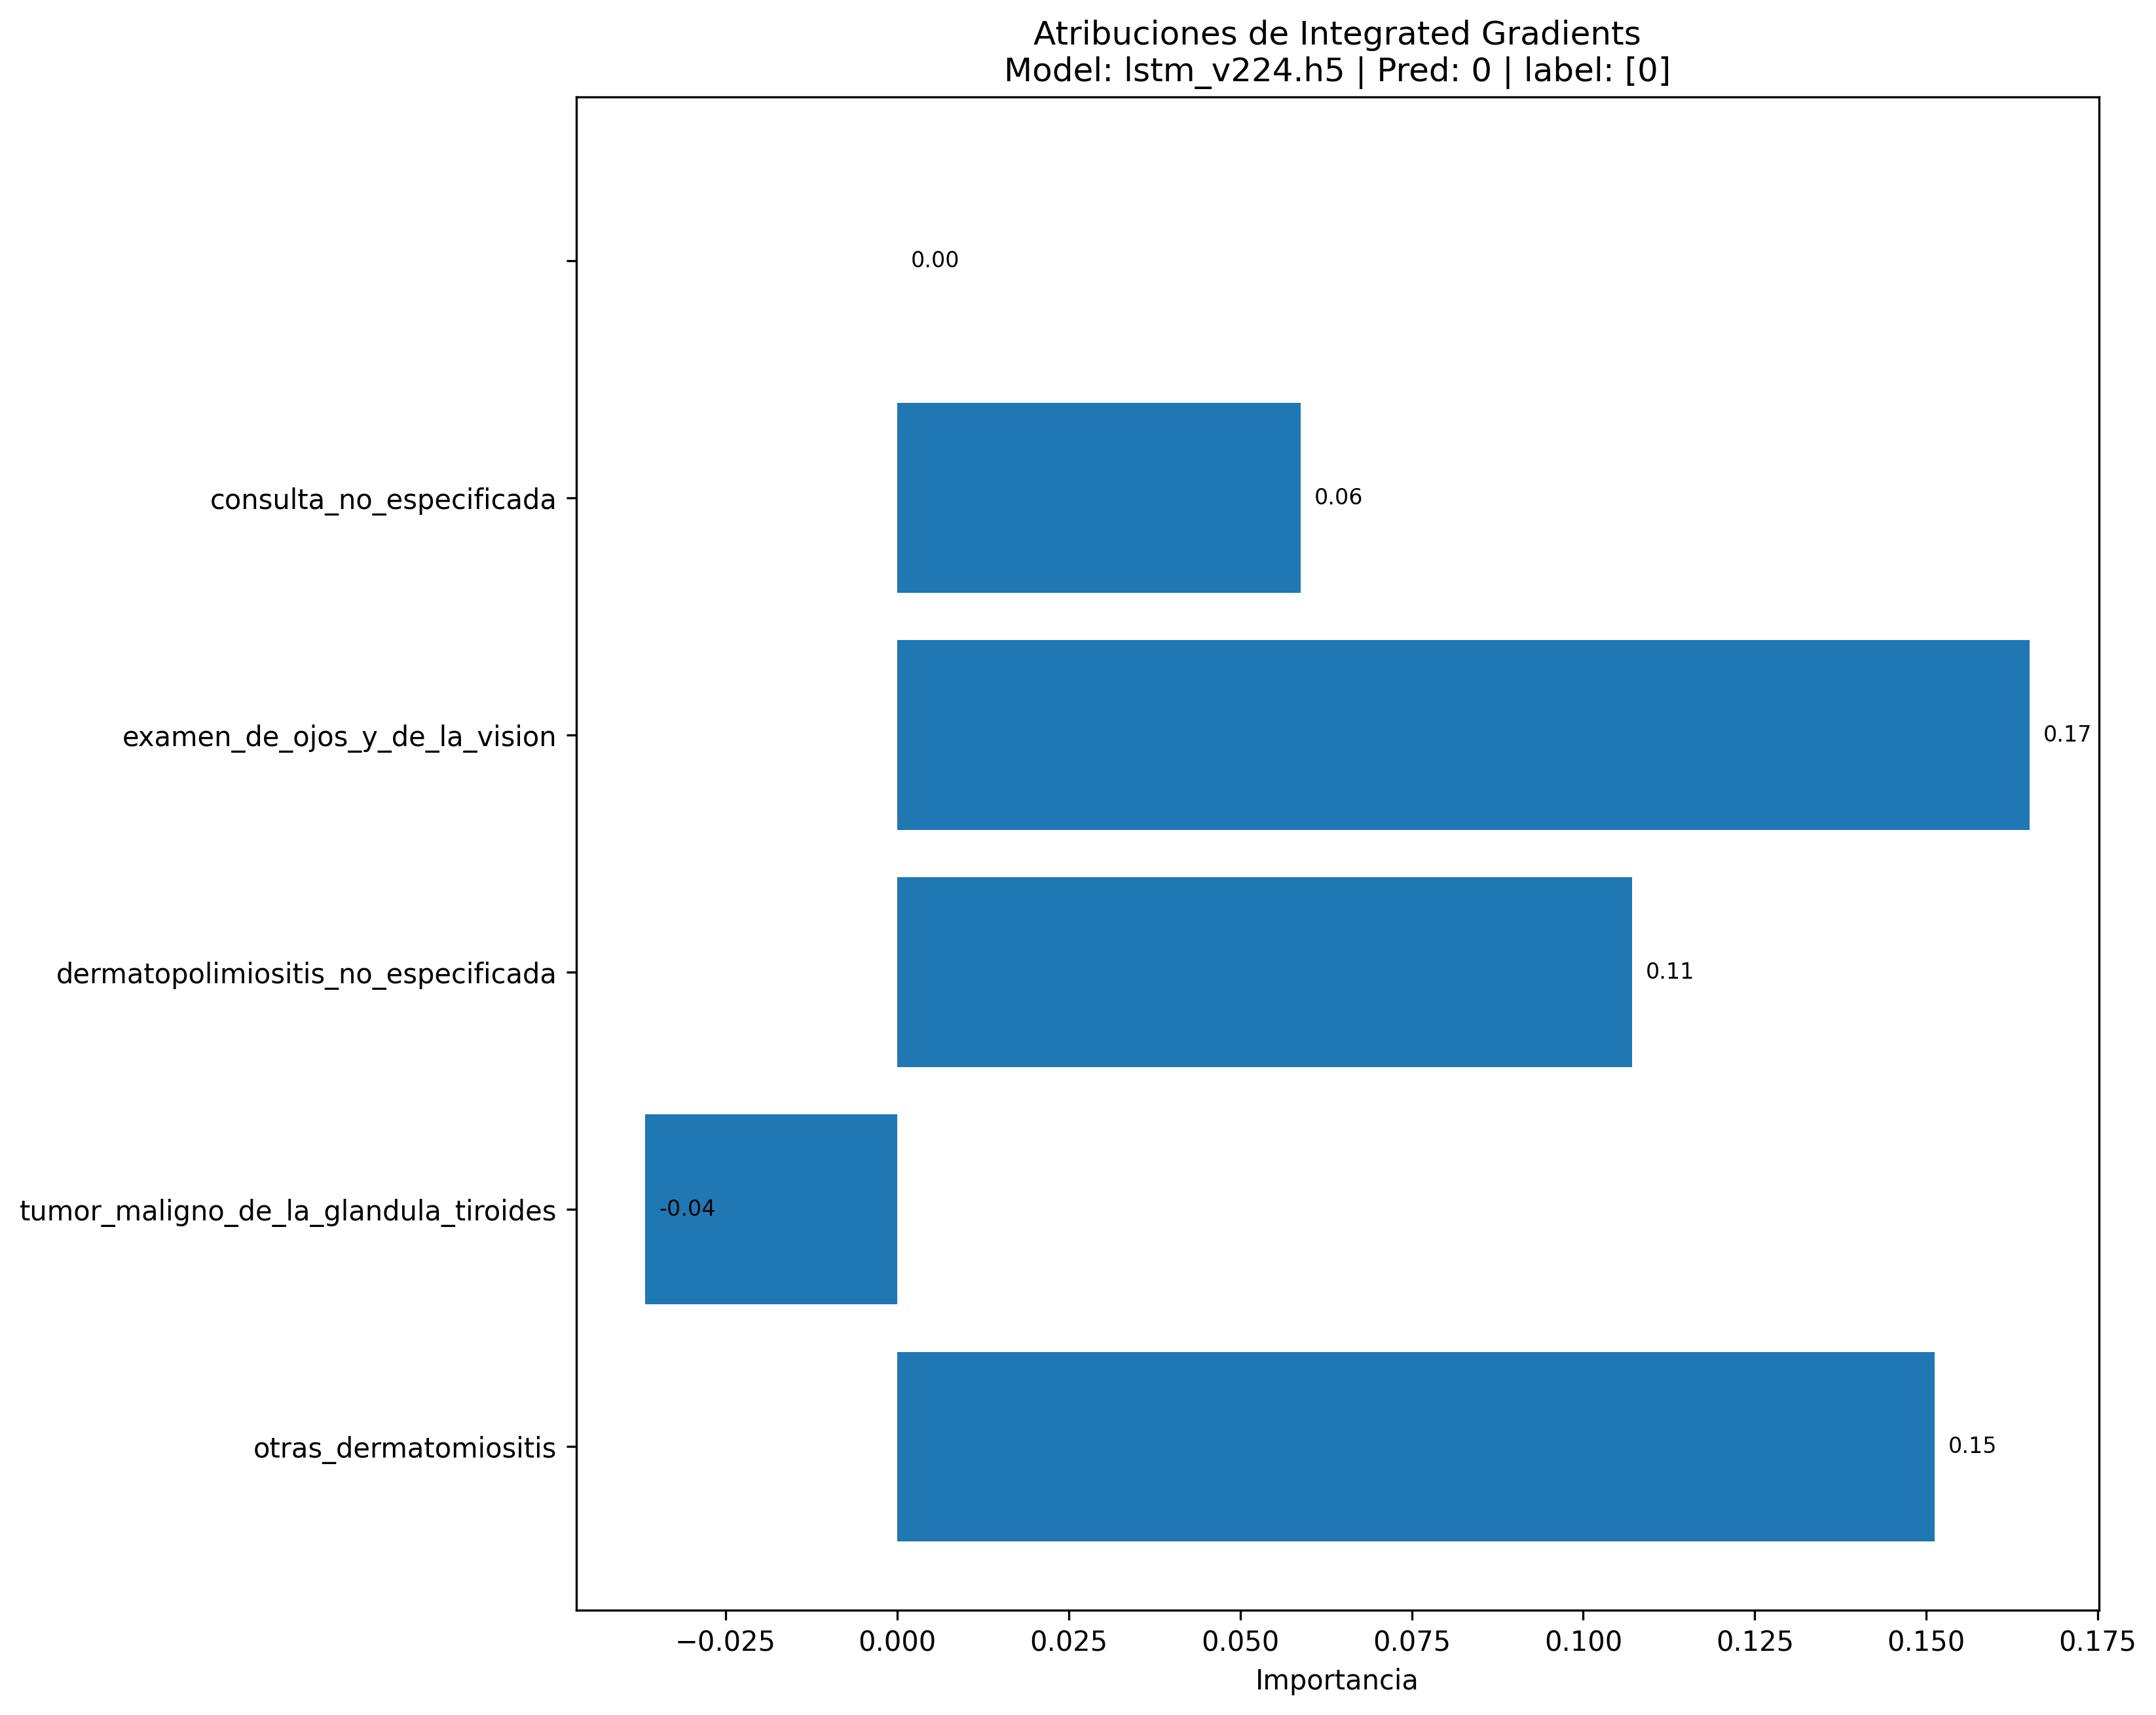 Atribuciones de Integrated Gradients
Model: lstm_v224.h5 | Pred: 0 | label: [0]
0.00
consulta_no_especificada
0.06
examen_de_ojos_y_de_la_vision
0.17
dermatopolimiositis_no_especificada
0.11
tumor_maligno_de_la_glandula_tiroides
-0.04
otras_dermatomiositis
0.15
−0.025 0.000 0.025 0.050 0.075 0.100 0.125 0.150 0.175
Importancia